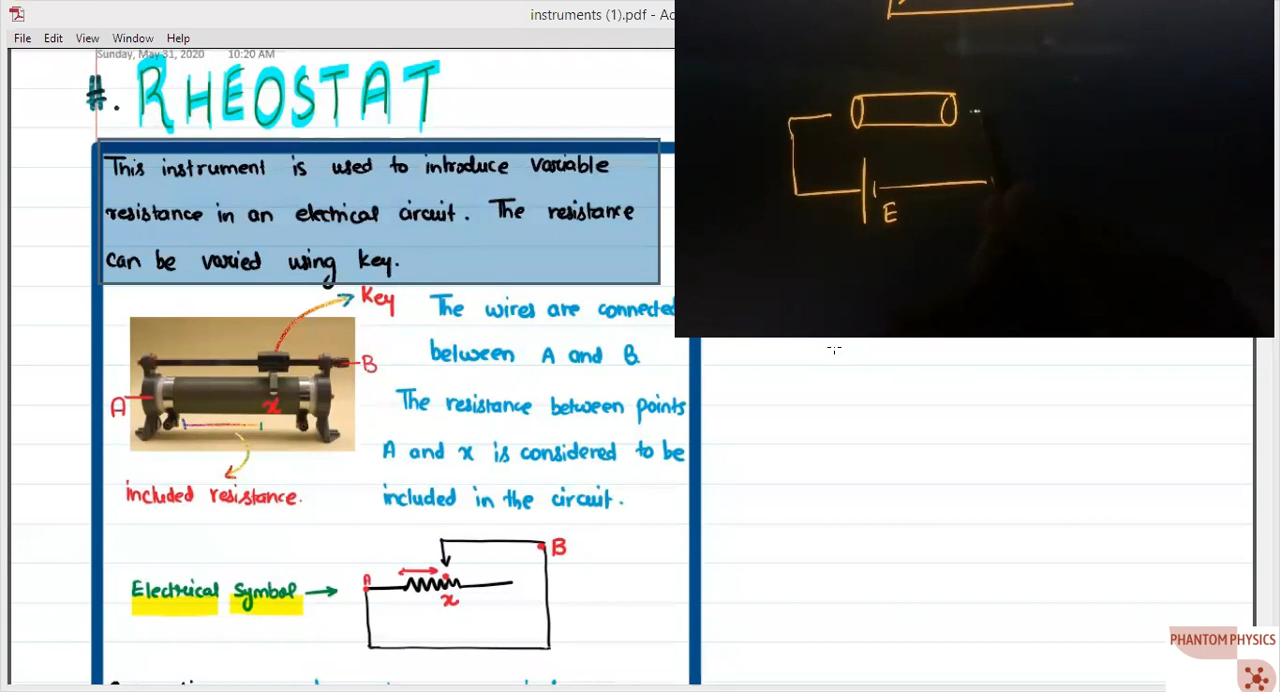 instruments (1).pdf - Ac
File Edit View Window Help
Sunday, May 31, 2020 10:20 AM
#. RHEOSTAT
This instrument is used to introduce variable
resistance in an electrical circuit. The resistance
can be varied using key.
Key
The wires are connected
between A and B.
B
A
x
The resistance between points
A and x is considered to be
included in the circuit.
included resistance.
Electrical Symbol →
A
x
B
E
PHANTOM PHYSICS